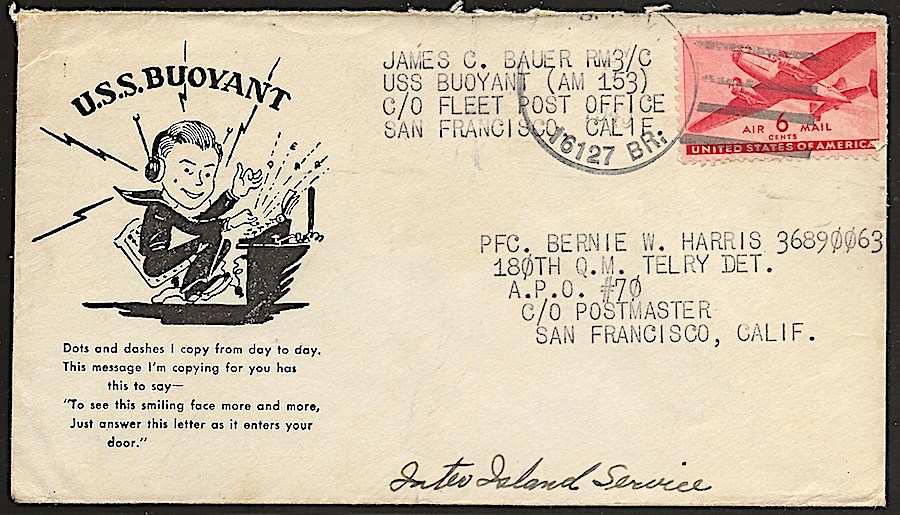 U.S.S. BUOYANT
JAMES C. BAUER RM3/C
USS BUOYANT (AM 153)
C/O FLEET POST OFFICE
SAN FRANCISCO, CALIF.
16127 BR.
AIR 6 MAIL
CENTS
UNITED STATES OF AMERICA
PFC. BERNIE W. HARRIS 36890063
180TH Q.M. TELRY DET.
A.P.O. #70
C/O POSTMASTER
SAN FRANCISCO, CALIF.
Dots and dashes I copy from day to day.
This message I'm copying for you has
this to say—
"To see this smiling face more and more,
Just answer this letter as it enters your
door."
Inter Island Service